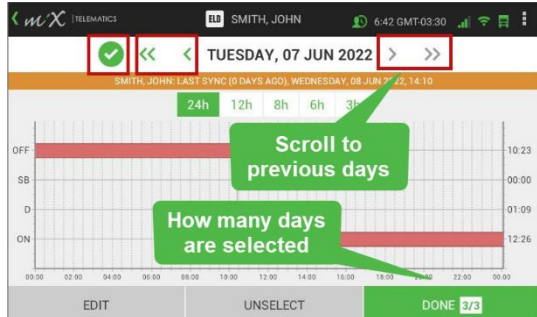 MiX TELEMATICS ELD SMITH, JOHN 6:42 GMT-03:30
TUESDAY, 07 JUN 2022
SMITH, JOHN: LAST SYNC (0 DAYS AGO), WEDNESDAY, 08 JUN 2022, 14:10
24h 12h 8h 6h 3h
Scroll to
previous days
OFF 10:23
SB 00:00
D 01:09
ON 12:26
How many days
are selected
00:00 02:00 04:00 06:00 08:00 10:00 12:00 14:00 16:00 18:00 20:00 22:00 00:00
EDIT UNSELECT DONE 3/3